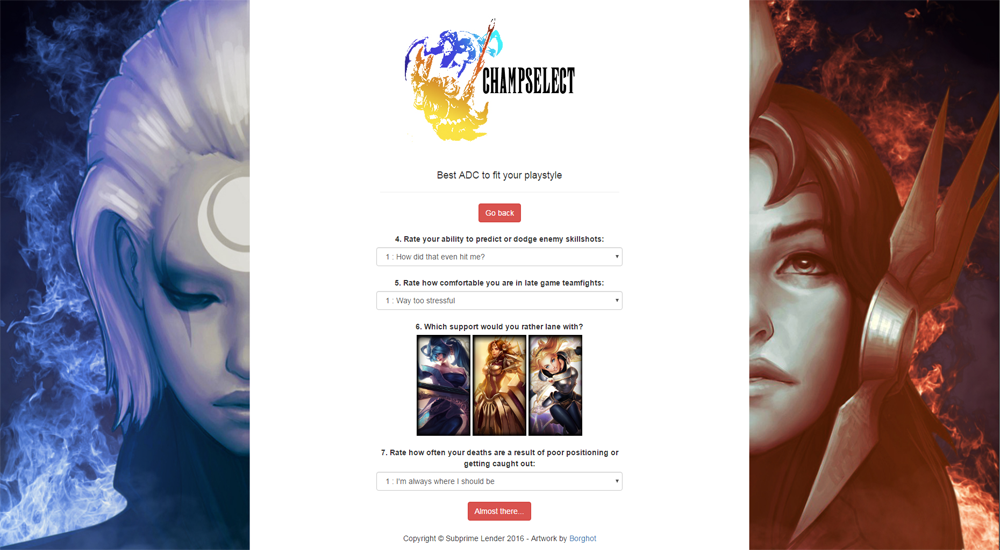 CHAMPSELECT
Best ADC to fit your playstyle
Go back
4. Rate your ability to predict or dodge enemy skillshots:
1 : How did that even hit me?
5. Rate how comfortable you are in late game teamfights:
1 : Way too stressful
6. Which support would you rather lane with?
7. Rate how often your deaths are a result of poor positioning or
getting caught out:
1 : I'm always where I should be
Almost there...
Copyright © Subprime Lender 2016 - Artwork by Borghot